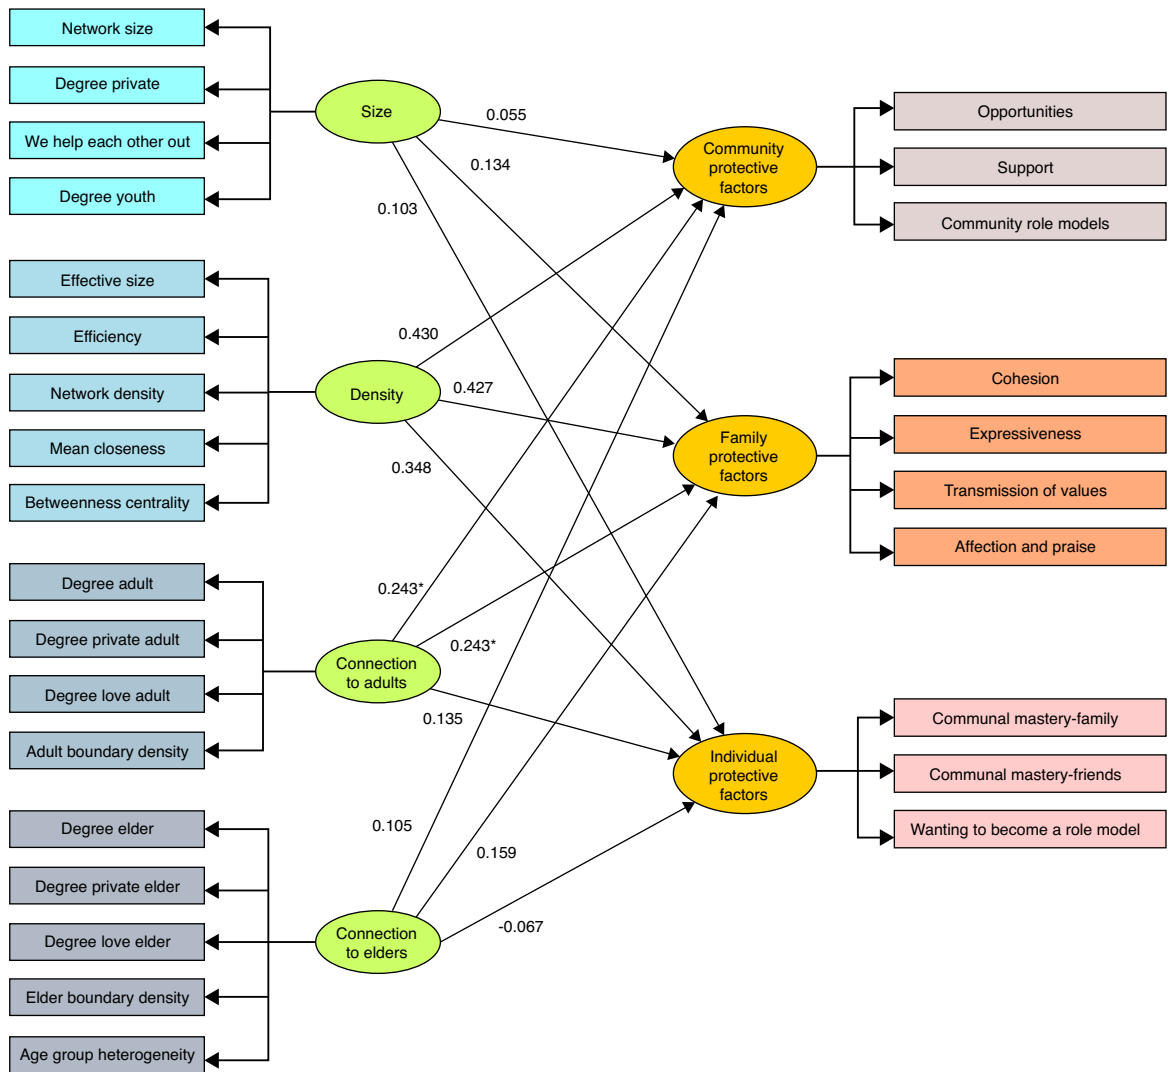 Network size
Degree private
We help each other out
Degree youth
Effective size
Efficiency
Network density
Mean closeness
Betweenness centrality
Degree adult
Degree private adult
Degree love adult
Adult boundary density
Degree elder
Degree private elder
Degree love elder
Elder boundary density
Age group heterogeneity
Size
Density
Connection
to adults
Connection
to elders
0.055
0.134
0.103
0.430
0.427
0.348
0.243*
0.243*
0.135
0.105
0.159
-0.067
Community
protective
factors
Family
protective
factors
Individual
protective
factors
Opportunities
Support
Community role models
Cohesion
Expressiveness
Transmission of values
Affection and praise
Communal mastery-family
Communal mastery-friends
Wanting to become a role model